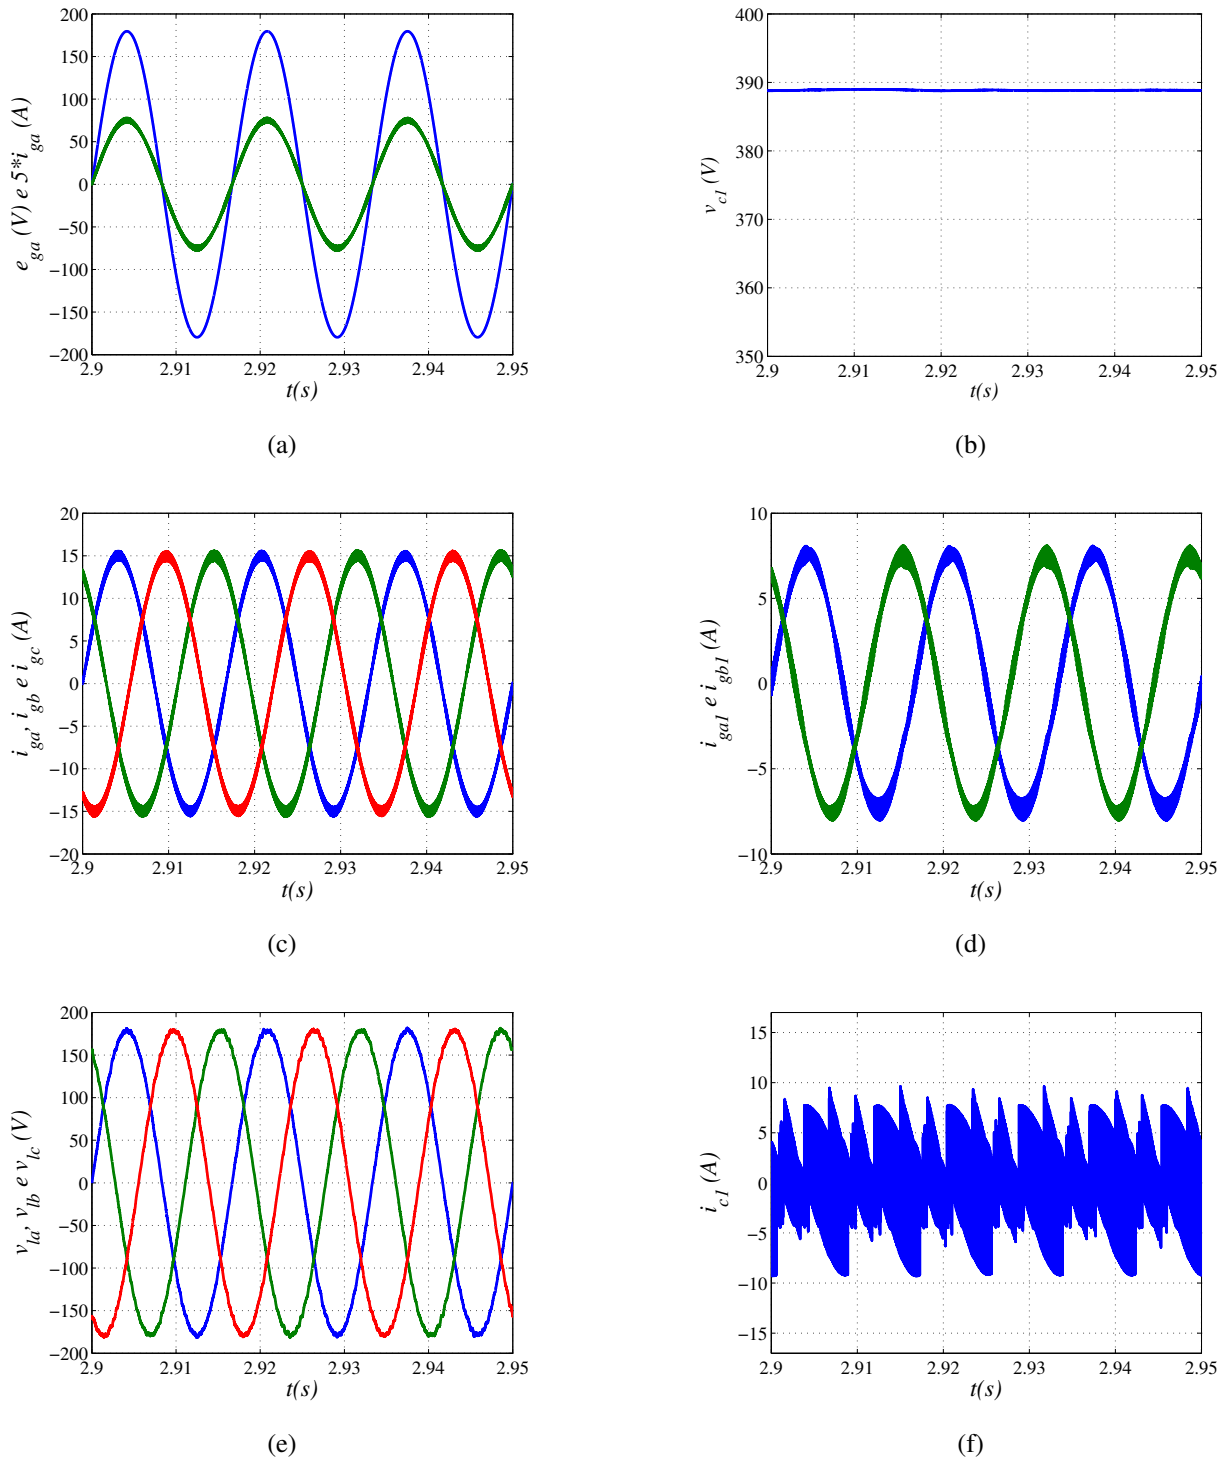 200
150
100
50
0
−50
−100
−150
−200
2.9 2.91 2.92 2.93 2.94 2.95
t(s)
e_ga (V) e 5*i_ga (A)
(a)
400
390
380
370
360
350
2.9 2.91 2.92 2.93 2.94 2.95
t(s)
v_c1 (V)
(b)
20
15
10
5
0
−5
−10
−15
−20
2.9 2.91 2.92 2.93 2.94 2.95
t(s)
i_ga, i_gb e i_gc (A)
(c)
10
5
0
−5
−10
2.9 2.91 2.92 2.93 2.94 2.95
t(s)
i_ga1 e i_gb1 (A)
(d)
200
150
100
50
0
−50
−100
−150
−200
2.9 2.91 2.92 2.93 2.94 2.95
t(s)
v_la, v_lb e v_lc (V)
(e)
15
10
5
0
−5
−10
−15
2.9 2.91 2.92 2.93 2.94 2.95
t(s)
i_c1 (A)
(f)